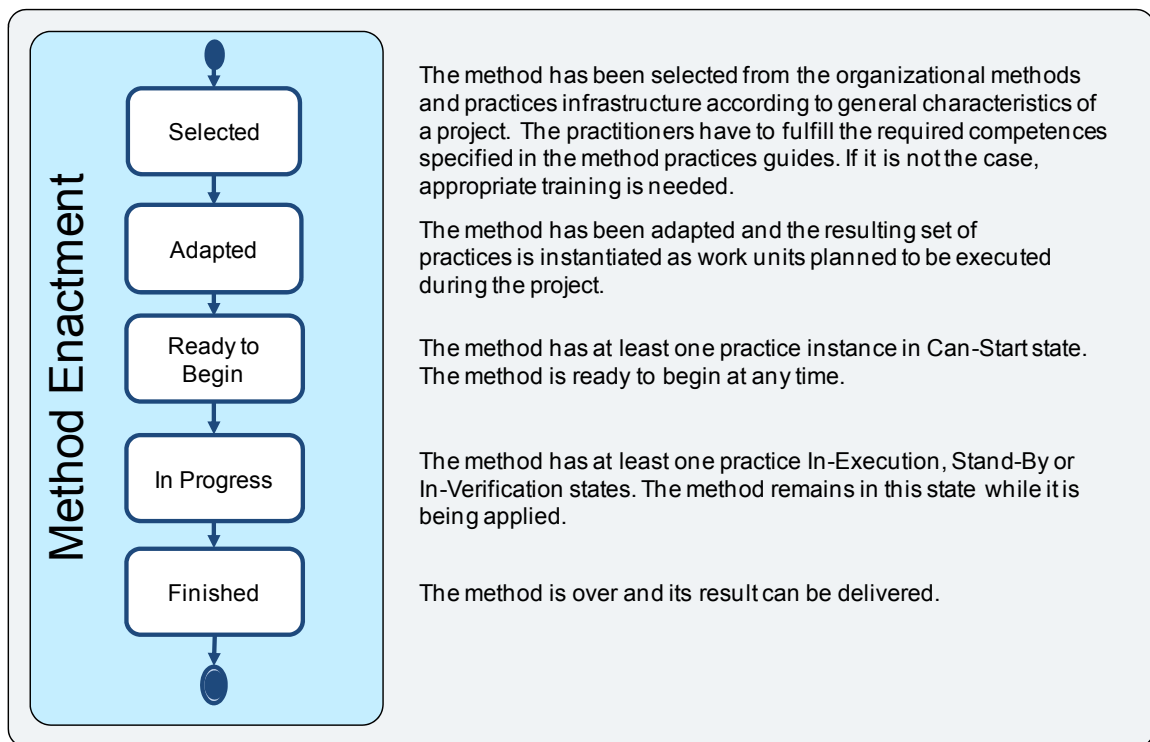 Method Enactment
Selected
The method has been selected from the organizational methods
and practices infrastructure according to general characteristics of
a project. The practitioners have to fulfill the required competences
specified in the method practices guides. If it is not the case,
appropriate training is needed.
Adapted
The method has been adapted and the resulting set of
practices is instantiated as work units planned to be executed
during the project.
Ready to
Begin
The method has at least one practice instance in Can-Start state.
The method is ready to begin at any time.
In Progress
The method has at least one practice In-Execution, Stand-By or
In-Verification states. The method remains in this state while it is
being applied.
Finished
The method is over and its result can be delivered.